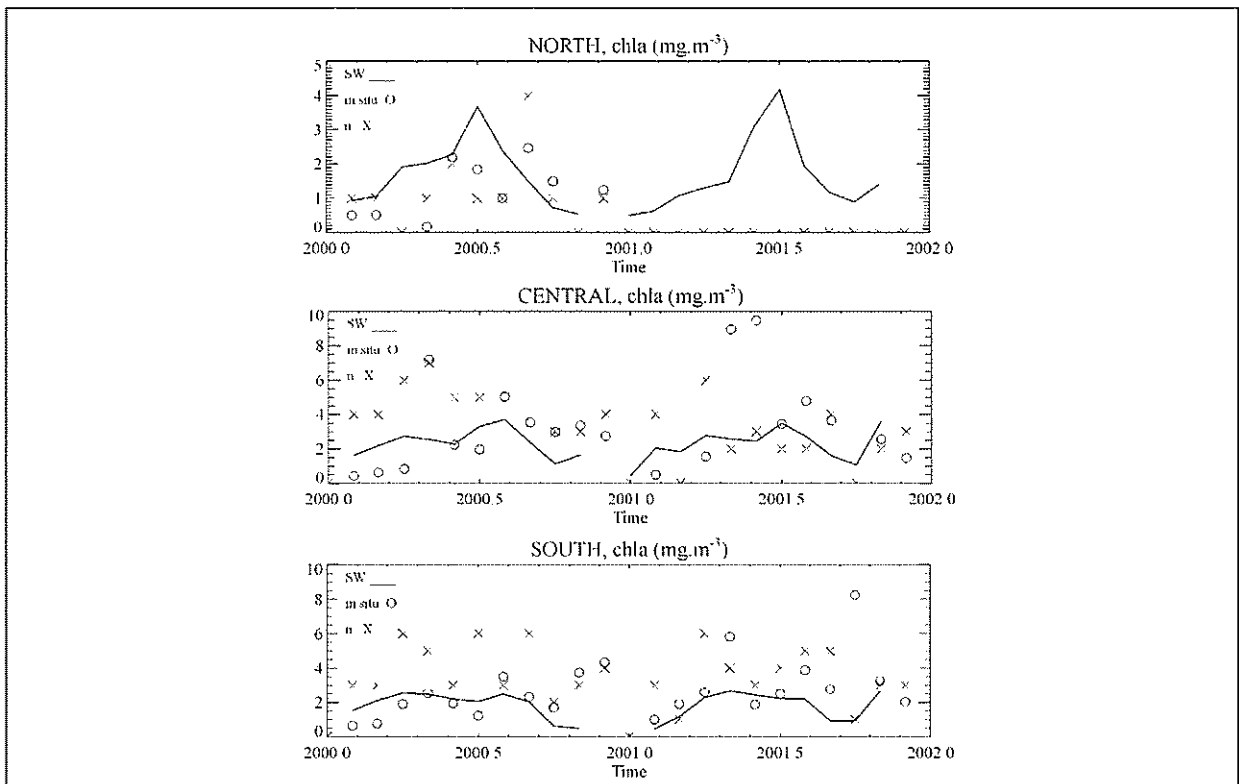 NORTH, chla (mg.m-3)
5
SW
4
in situ O
3
n X
2
1
0
2000 0 2000.5 2001.0 2001 5 2002 0
Time
CENTRAL, chla (mg.m-3)
10
SW
8
in situ O
6
n X
4
2
0
2000 0 2000.5 2001 0 2001 5 2002 0
Time
SOUTH, chla (mg.m-3)
10
SW
8
in situ O
6
n X
4
2
0
2000 0 2000 5 2001 0 2001 5 2002 0
Time